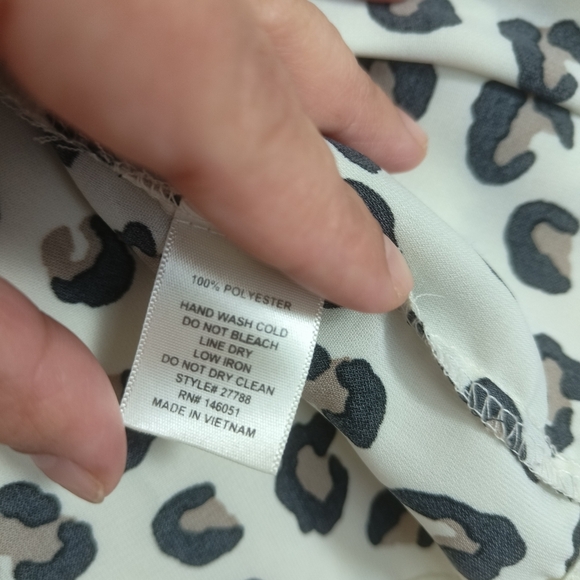 100% POLYESTER
HAND WASH COLD
DO NOT BLEACH
LINE DRY
LOW IRON
DO NOT DRY CLEAN
STYLE# 27788
RN# 146051
MADE IN VIETNAM